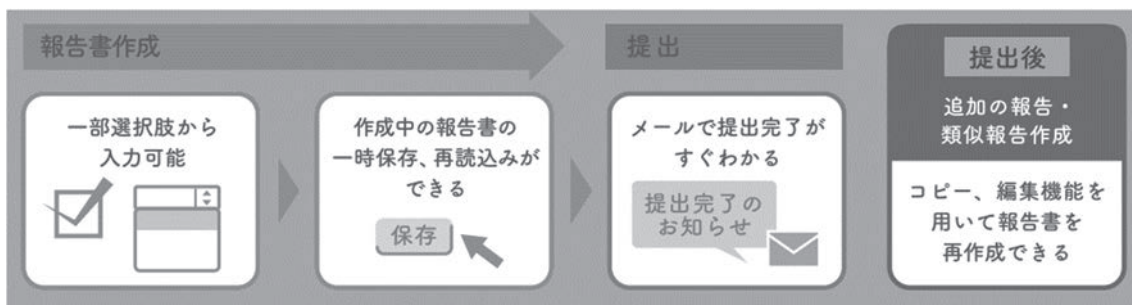 報告書作成
一部選択肢から
入力可能
作成中の報告書の
一時保存、再読込みが
できる
保存
提出
メールで提出完了が
すぐわかる
提出完了の
お知らせ
提出後
追加の報告・
類似報告作成
コピー、編集機能を
用いて報告書を
再作成できる